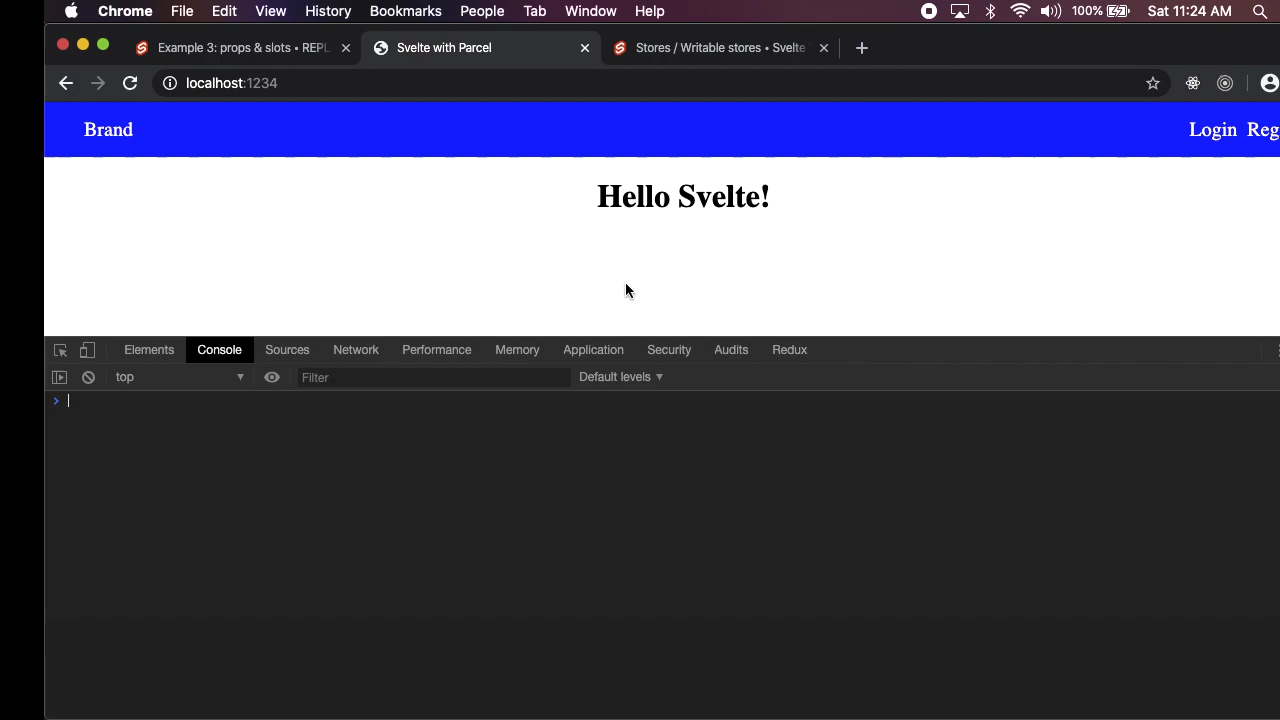 Chrome File Edit View History Bookmarks People Tab Window Help 100% Sat 11:24 AM
Example 3: props & slots • REPL Svelte with Parcel Stores / Writable stores • Svelte
localhost:1234
Brand Login Reg
Hello Svelte!
Elements Console Sources Network Performance Memory Application Security Audits Redux
top Filter Default levels